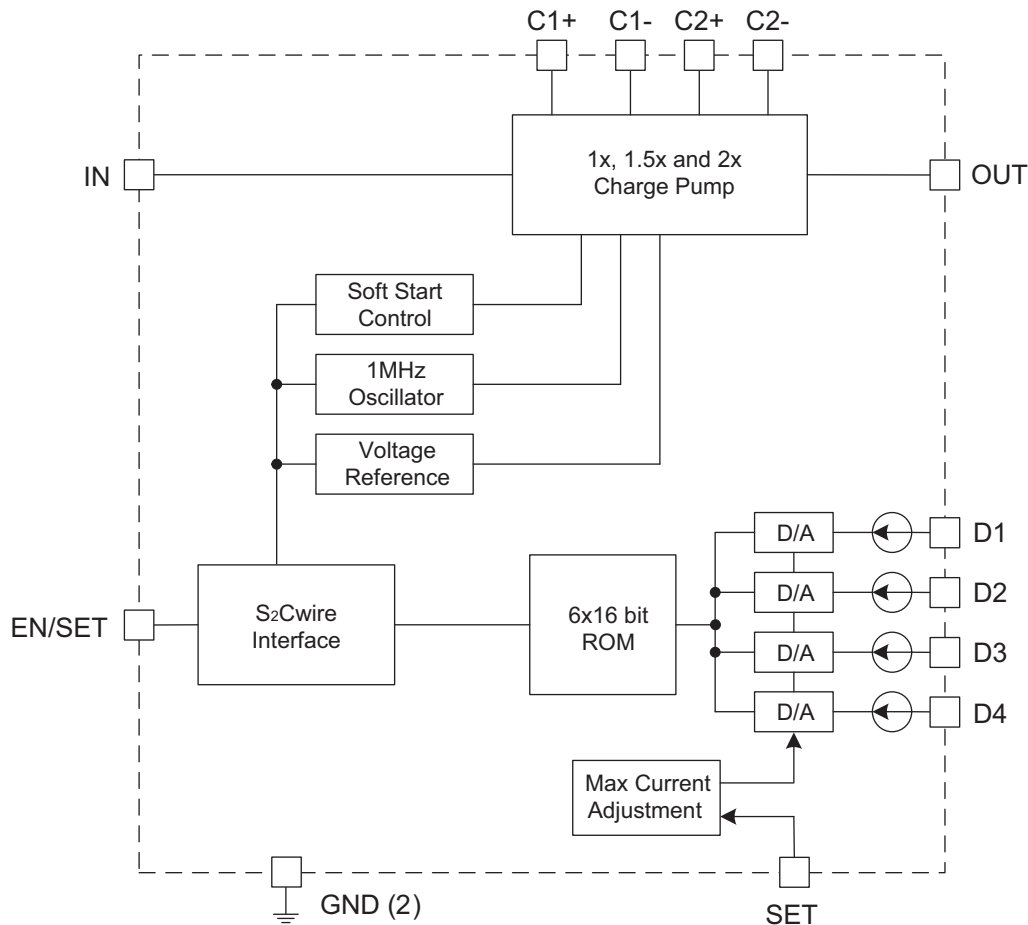 C1+ C1- C2+ C2-
IN
1x, 1.5x and 2x
Charge Pump
OUT
Soft Start
Control
1MHz
Oscillator
Voltage
Reference
EN/SET
S2Cwire
Interface
6x16 bit
ROM
D/A
D1
D/A
D2
D/A
D3
D/A
D4
Max Current
Adjustment
GND (2)
SET